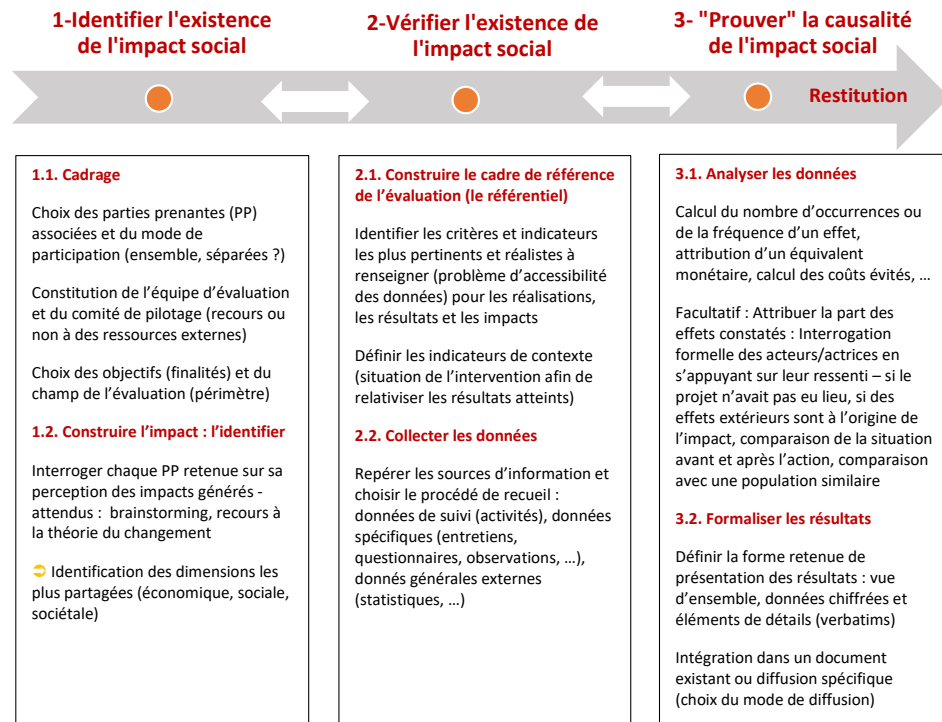 1-Identifier l'existence
de l'impact social
2-Vérifier l'existence de
l'impact social
3- "Prouver" la causalité
de l'impact social
Restitution
1.1. Cadrage
Choix des parties prenantes (PP)
associées et du mode de
participation (ensemble, séparées ?)
Constitution de l'équipe d'évaluation
et du comité de pilotage (recours ou
non à des ressources externes)
Choix des objectifs (finalités) et du
champ de l'évaluation (périmètre)
1.2. Construire l'impact : l'identifier
Interroger chaque PP retenue sur sa
perception des impacts générés -
attendus : brainstorming, recours à
la théorie du changement
➲ Identification des dimensions les
plus partagées (économique, sociale,
sociétale)
2.1. Construire le cadre de référence
de l'évaluation (le référentiel)
Identifier les critères et indicateurs
les plus pertinents et réalistes à
renseigner (problème d'accessibilité
des données) pour les réalisations,
les résultats et les impacts
Définir les indicateurs de contexte
(situation de l'intervention afin de
relativiser les résultats atteints)
2.2. Collecter les données
Repérer les sources d'information et
choisir le procédé de recueil :
données de suivi (activités), données
spécifiques (entretiens,
questionnaires, observations, …),
donnés générales externes
(statistiques, …)
3.1. Analyser les données
Calcul du nombre d'occurrences ou
de la fréquence d'un effet,
attribution d'un équivalent
monétaire, calcul des coûts évités, …
Facultatif : Attribuer la part des
effets constatés : Interrogation
formelle des acteurs/actrices en
s'appuyant sur leur ressenti – si le
projet n'avait pas eu lieu, si des
effets extérieurs sont à l'origine de
l'impact, comparaison de la situation
avant et après l'action, comparaison
avec une population similaire
3.2. Formaliser les résultats
Définir la forme retenue de
présentation des résultats : vue
d'ensemble, données chiffrées et
éléments de détails (verbatims)
Intégration dans un document
existant ou diffusion spécifique
(choix du mode de diffusion)